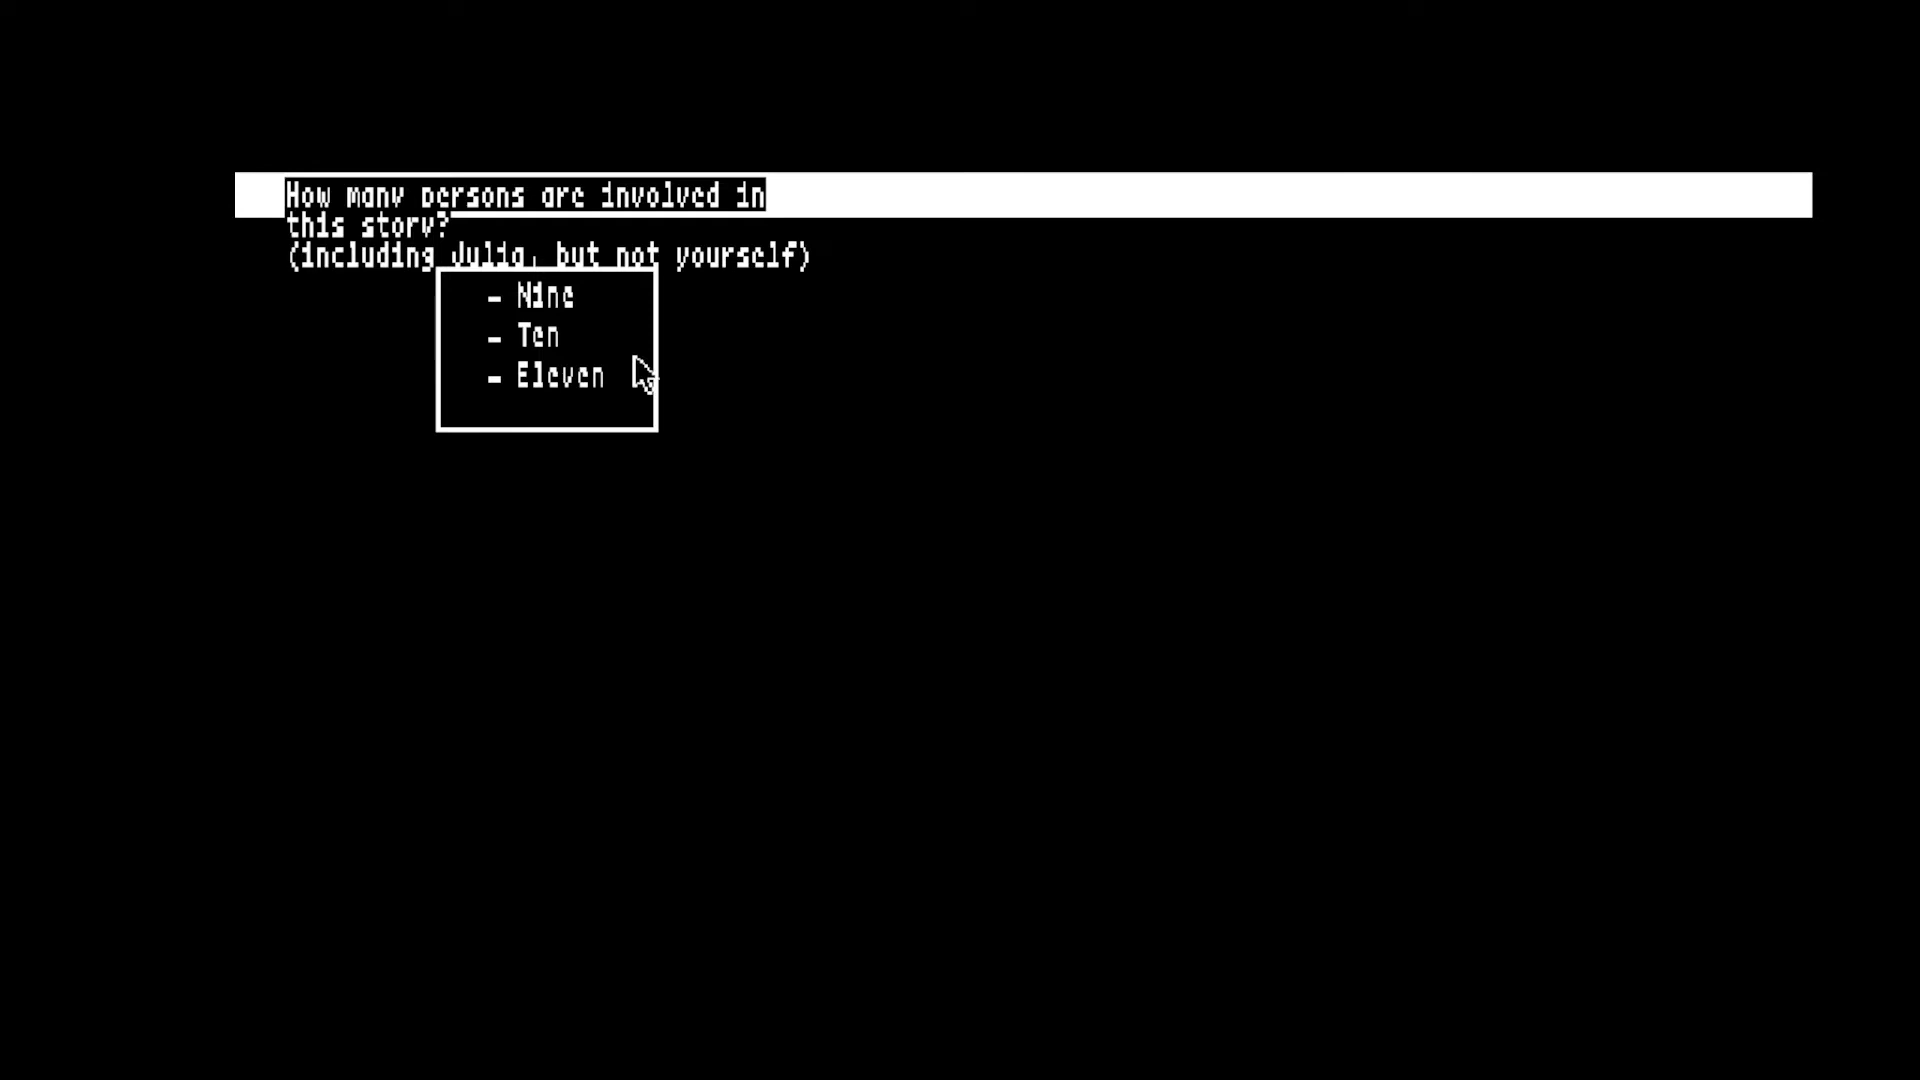 How many persons are involved in
this story?
(including Julia, but not yourself)
- Nine
- Ten
- Eleven